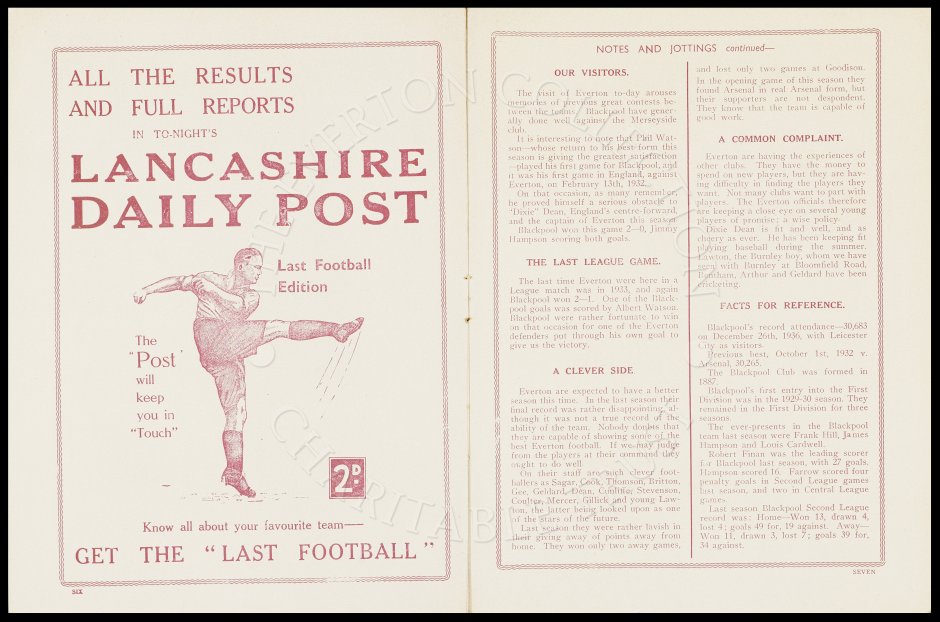 ALL THE RESULTS
AND FULL REPORTS
IN TO-NIGHT'S
LANCASHIRE
DAILY POST
Last Football
Edition
The
"Post'
will
keep
you in
"Touch"
2D.
Know all about your favourite team—
GET THE "LAST FOOTBALL"
SIX
NOTES AND JOTTINGS continued—
OUR VISITORS.
The visit of Everton to-day arouses
memories of previous great contests be-
tween the teams. Blackpool have gener-
ally done well against the Merseyside
club.
It is interesting to note that Phil Wat-
son—whose return to his best form this
season is giving the greatest satisfaction
—played his first game for Blackpool, and
it was his first game in England, against
Everton, on February 13th, 1932.
On that occasion, as many remember,
he proved himself a serious obstacle to
"Dixie" Dean, England's centre-forward,
and the captain of Everton this season.
Blackpool won this game 2—0, Jimmy
Hampson scoring both goals.
THE LAST LEAGUE GAME.
The last time Everton were here in a
League match was in 1933, and again
Blackpool won 2—1. One of the Black-
pool goals was scored by Albert Watson.
Blackpool were rather fortunate to win
on that occasion for one of the Everton
defenders put through his own goal to
give us the victory.
A CLEVER SIDE.
Everton are expected to have a better
season this time. In the last season their
final record was rather disappointing, al-
though it was not a true record of the
ability of the team. Nobody doubts that
they are capable of showing some of the
best Everton football. If we may judge
from the players at their command they
ought to do well.
On their staff are such clever foot-
ballers as Sagar, Cook, Thomson, Britton,
Gee, Geldard, Dean, Cunliffe, Stevenson,
Coulter, Mercer, Gillick and young Law-
ton, the latter being looked upon as one
of the stars of the future.
Last season they were rather lavish in
their giving away of points away from
home. They won only two away games,
and lost only two games at Goodison.
In the opening game of this season they
found Arsenal in real Arsenal form, but
their supporters are not despondent.
They know that the team is capable of
good work.
A COMMON COMPLAINT.
Everton are having the experiences of
other clubs. They have the money to
spend on new players, but they are hav-
ing difficulty in finding the players they
want. Not many clubs want to part with
players. The Everton officials therefore
are keeping a close eye on several young
players of promise: a wise policy.
Dixie Dean is fit and well, and as
cheery as ever. He has been keeping fit
playing baseball during the summer.
Lawton, the Burnley boy, whom we have
seen with Burnley at Bloomfield Road,
Bentham, Arthur and Geldard have been
cricketing.
FACTS FOR REFERENCE.
Blackpool's record attendance—30,683
on December 26th, 1936, with Leicester
City as visitors.
Previous best, October 1st, 1932 v.
Arsenal, 30,265.
The Blackpool Club was formed in
1887.
Blackpool's first entry into the First
Division was in the 1929-30 season. They
remained in the First Division for three
seasons.
The ever-presents in the Blackpool
team last season were Frank Hill, James
Hampson and Louis Cardwell.
Robert Finan was the leading scorer
for Blackpool last season, with 27 goals.
Hampson scored 16. Farrow scored four
penalty goals in Second League games
last season, and two in Central League
games.
Last season Blackpool Second League
record was: Home—Won 13, drawn 4,
lost 4; goals 49 for, 19 against. Away—
Won 11, drawn 3, lost 7; goals 39 for,
34 against.
SEVEN